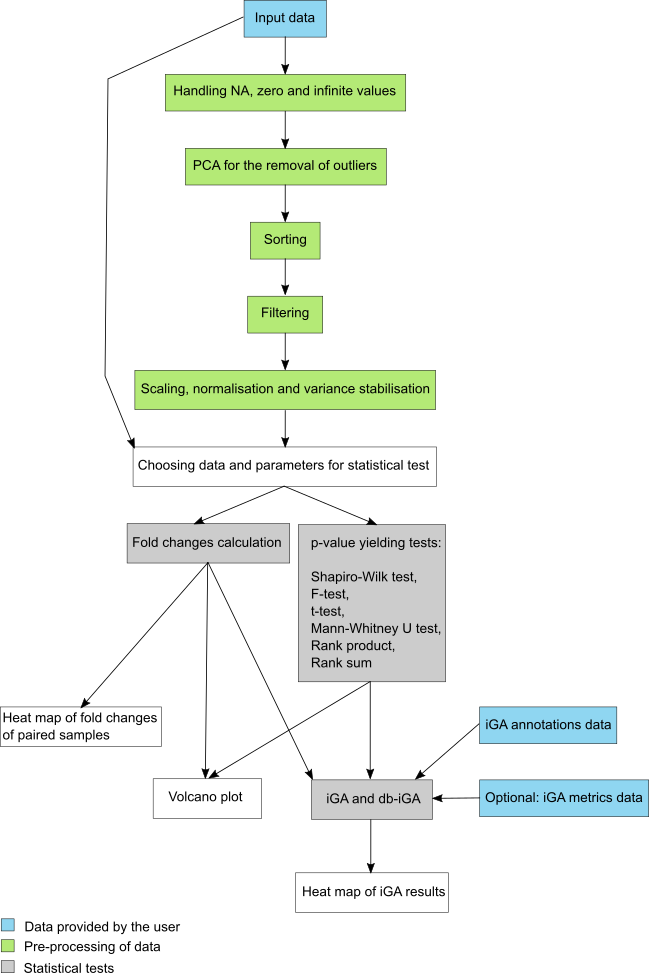 Input data
Handling NA, zero and infinite values
PCA for the removal of outliers
Sorting
Filtering
Scaling, normalisation and variance stabilisation
Choosing data and parameters for statistical test
Fold changes calculation
p-value yielding tests:
Shapiro-Wilk test,
F-test,
t-test,
Mann-Whitney U test,
Rank product,
Rank sum
Heat map of fold changes
of paired samples
iGA annotations data
Volcano plot
iGA and db-iGA
Optional: iGA metrics data
Heat map of iGA results
Data provided by the user
Pre-processing of data
Statistical tests